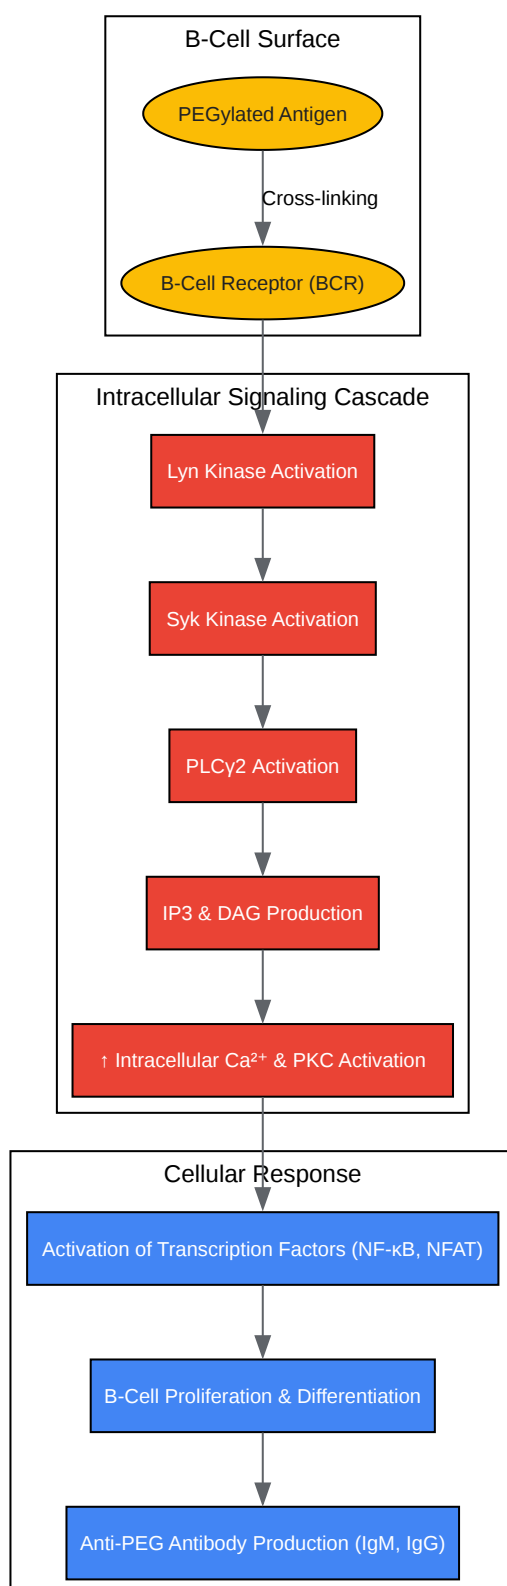 B-Cell Surface
PEGylated Antigen
Cross-linking
B-Cell Receptor (BCR)
Intracellular Signaling Cascade
Lyn Kinase Activation
Syk Kinase Activation
PLCγ2 Activation
IP3 & DAG Production
↑ Intracellular Ca²⁺ & PKC Activation
Cellular Response
Activation of Transcription Factors (NF-κB, NFAT)
B-Cell Proliferation & Differentiation
Anti-PEG Antibody Production (IgM, IgG)